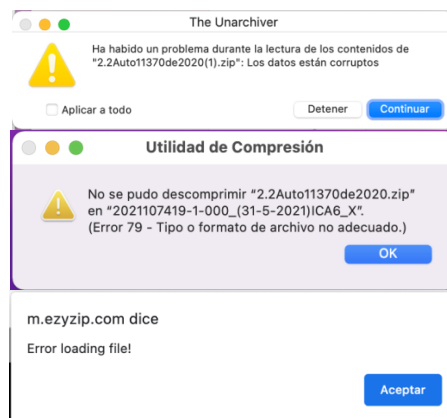 The Unarchiver
Ha habido un problema durante la lectura de los contenidos de
"2.2Auto11370de2020(1).zip": Los datos están corruptos
Aplicar a todo
Detener
Continuar
Utilidad de Compresión
No se pudo descomprimir “2.2Auto11370de2020.zip”
en “2021107419-1-000_(31-5-2021)ICA6_X”.
(Error 79 - Tipo o formato de archivo no adecuado.)
OK
m.ezyzip.com dice
Error loading file!
Aceptar